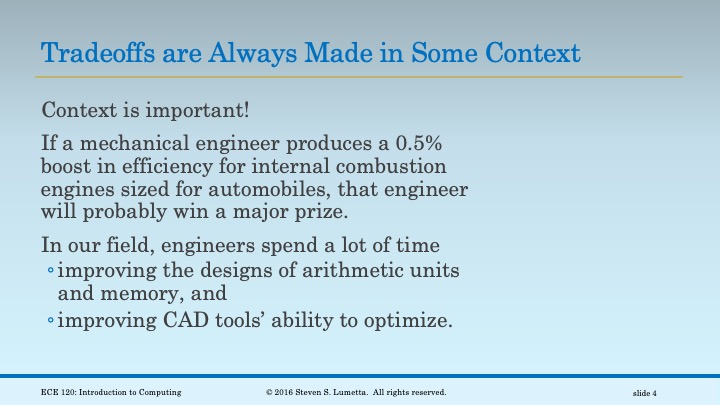 Tradeoffs are Always Made in Some Context
Context is important!
If a mechanical engineer produces a 0.5%
boost in efficiency for internal combustion
engines sized for automobiles, that engineer
will probably win a major prize.
In our field, engineers spend a lot of time
◦improving the designs of arithmetic units
and memory, and
◦improving CAD tools’ ability to optimize.
ECE 120: Introduction to Computing
© 2016 Steven S. Lumetta.  All rights reserved.
slide 4